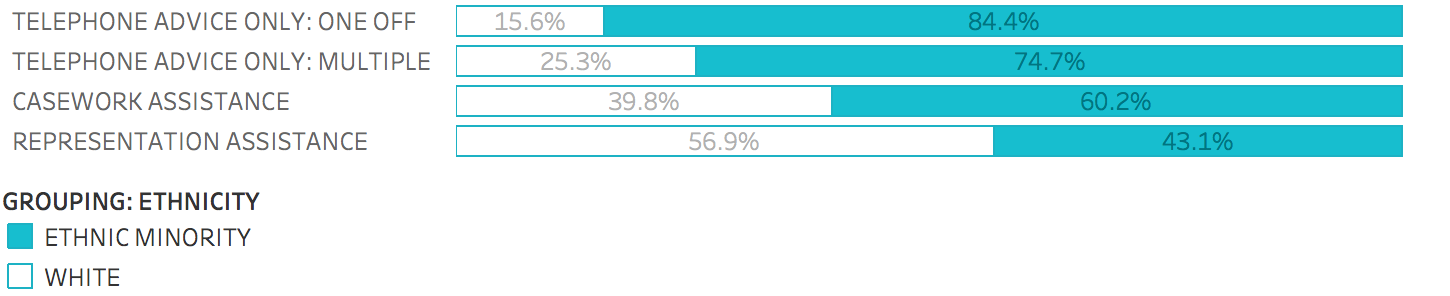 TELEPHONE ADVICE ONLY: ONE OFF 15.6% 84.4%
TELEPHONE ADVICE ONLY: MULTIPLE 25.3% 74.7%
CASEWORK ASSISTANCE 39.8% 60.2%
REPRESENTATION ASSISTANCE 56.9% 43.1%
GROUPING: ETHNICITY
ETHNIC MINORITY
WHITE